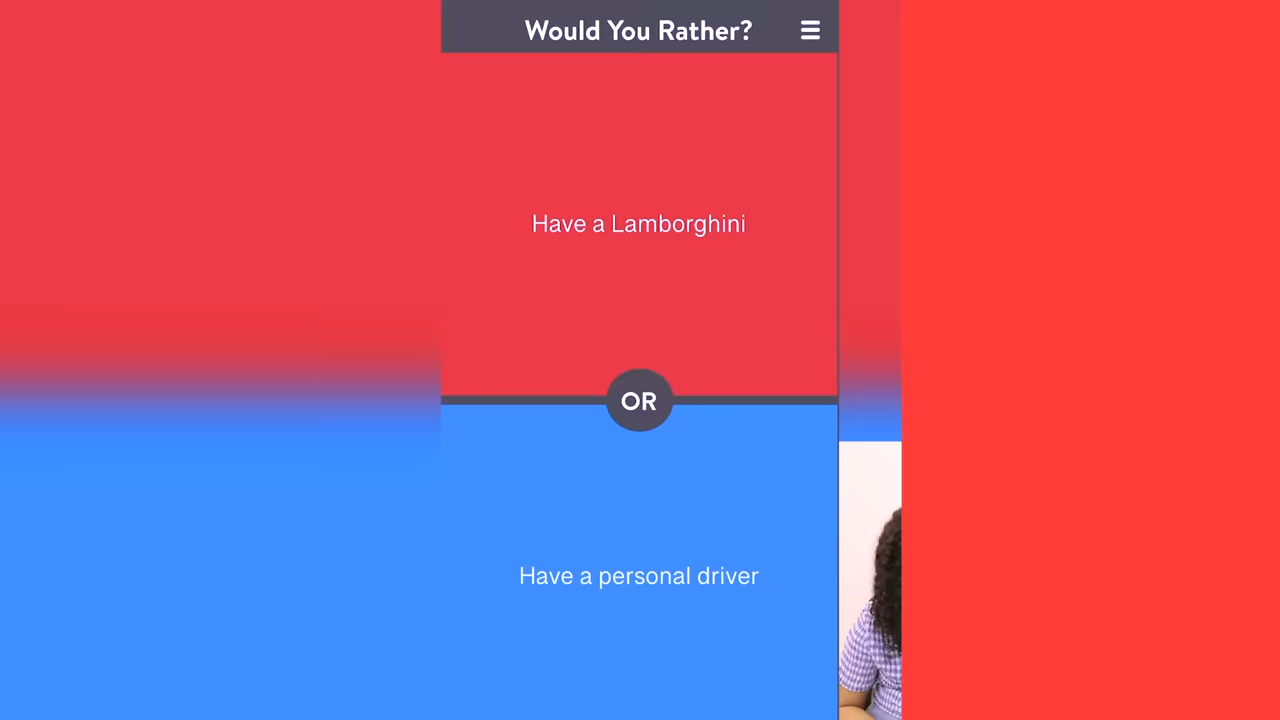 Would You Rather?
Have a Lamborghini
OR
Have a personal driver